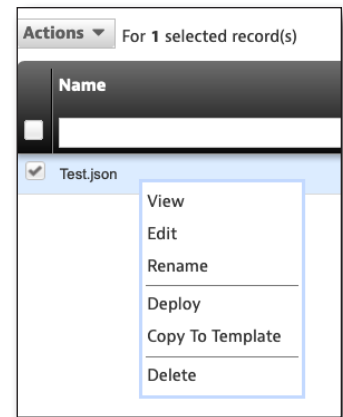 Actions For 1 selected record(s)
Name
Test.json
View
Edit
Rename
Deploy
Copy To Template
Delete